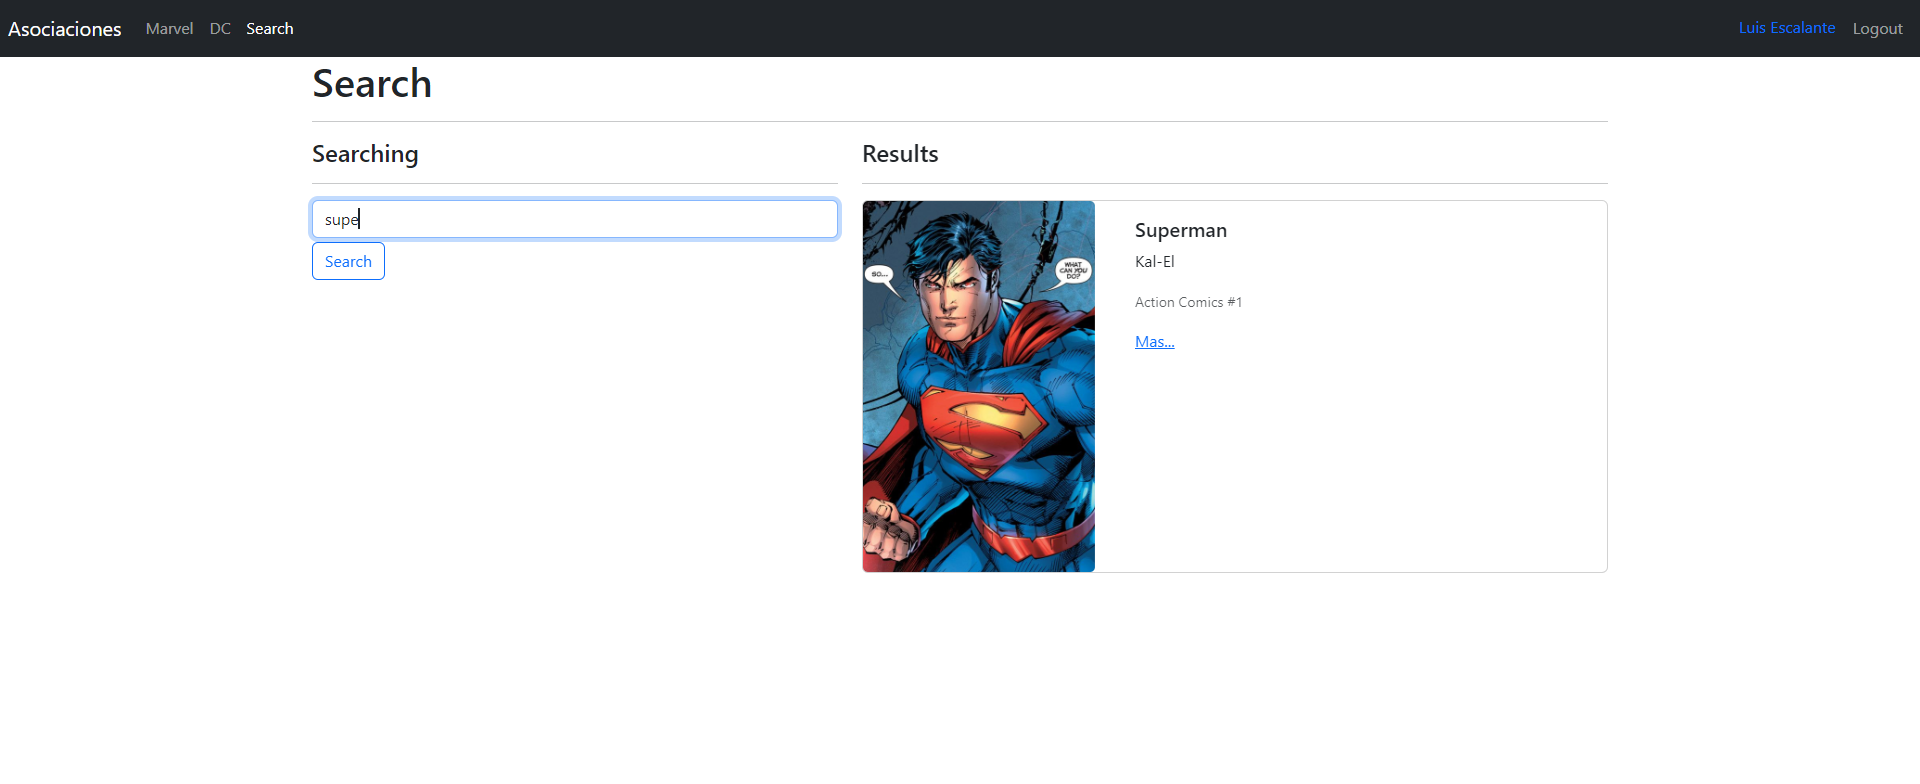 Asociaciones Marvel DC Search Luis Escalante Logout
Search
Searching
supe
Search
Results
SO...
WHAT
CAN YOU
DO?
Superman
Kal-El
Action Comics #1
Mas...